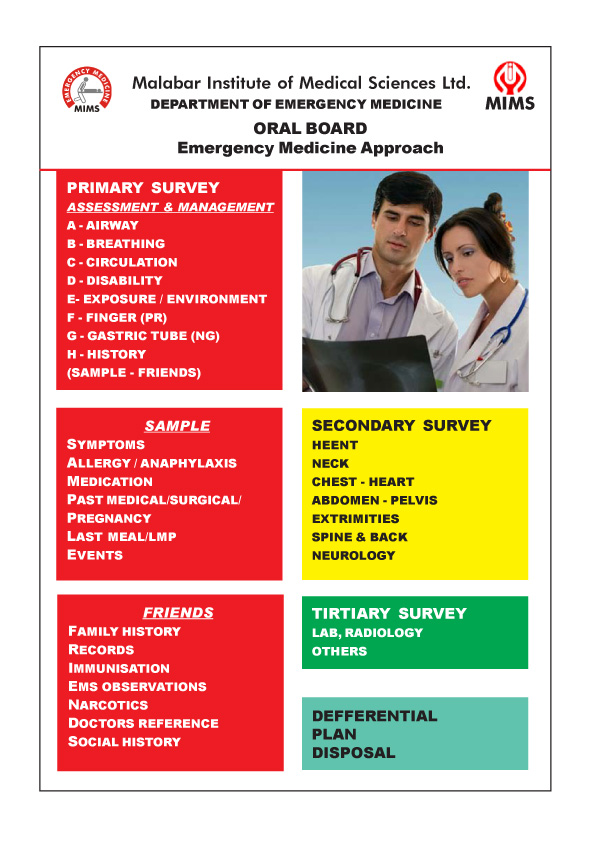 EMERGENCY MEDICINE
MIMS
Malabar Institute of Medical Sciences Ltd.
DEPARTMENT OF EMERGENCY MEDICINE
MIMS
ORAL BOARD
Emergency Medicine Approach
PRIMARY SURVEY
ASSESSMENT & MANAGEMENT
A - AIRWAY
B - BREATHING
C - CIRCULATION
D - DISABILITY
E- EXPOSURE / ENVIRONMENT
F - FINGER (PR)
G - GASTRIC TUBE (NG)
H - HISTORY
(SAMPLE - FRIENDS)
SAMPLE
SYMPTOMS
ALLERGY / ANAPHYLAXIS
MEDICATION
PAST MEDICAL/SURGICAL/
PREGNANCY
LAST MEAL/LMP
EVENTS
SECONDARY SURVEY
HEENT
NECK
CHEST - HEART
ABDOMEN - PELVIS
EXTRIMITIES
SPINE & BACK
NEUROLOGY
FRIENDS
FAMILY HISTORY
RECORDS
IMMUNISATION
EMS OBSERVATIONS
NARCOTICS
DOCTORS REFERENCE
SOCIAL HISTORY
TIRTIARY SURVEY
LAB, RADIOLOGY
OTHERS
DEFFERENTIAL
PLAN
DISPOSAL